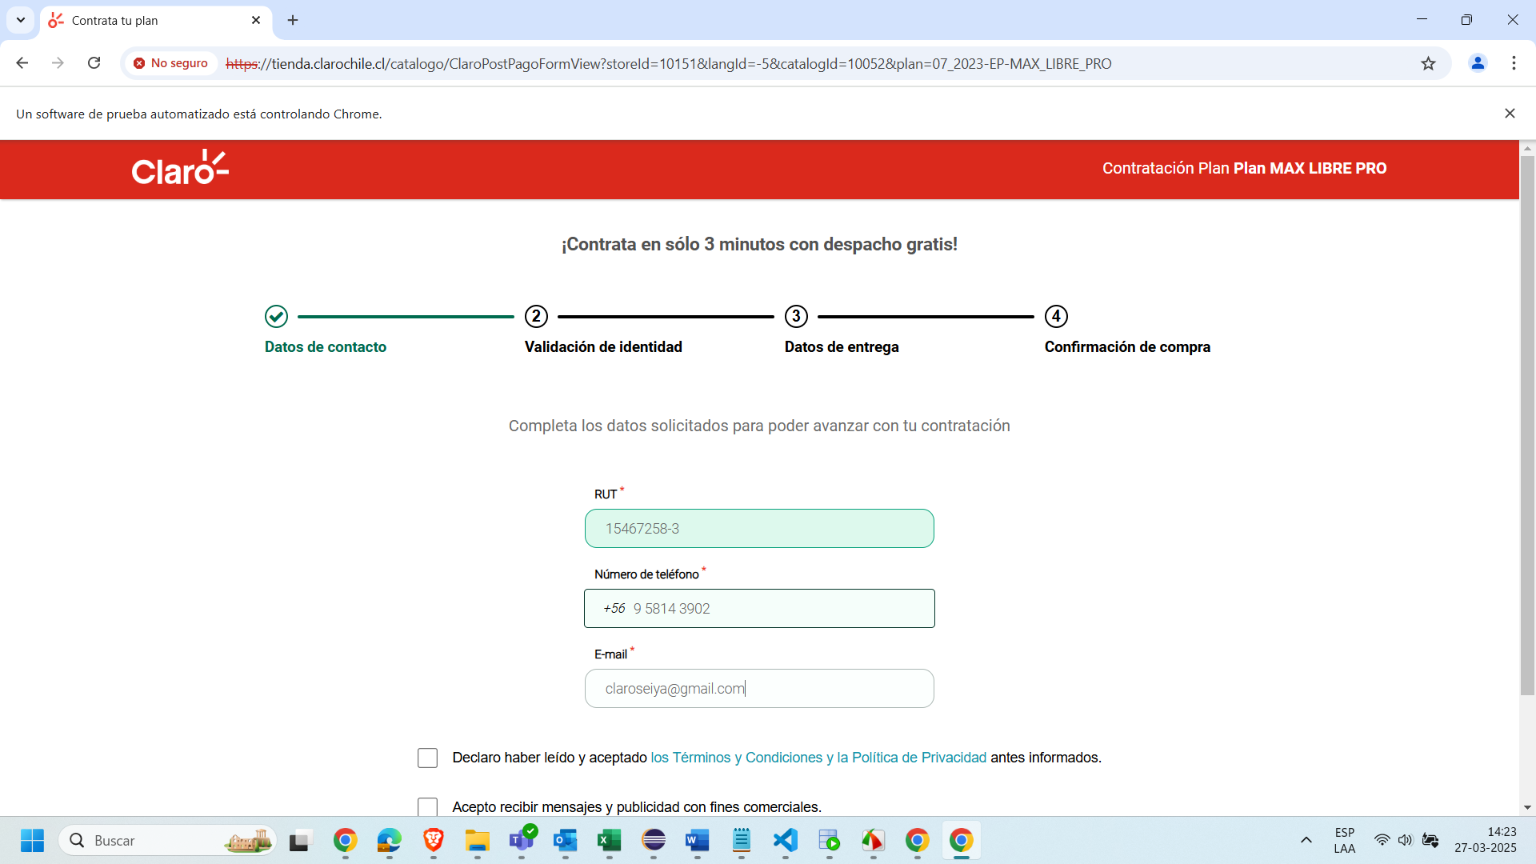 Contrata tu plan
No seguro
https://tienda.clarochile.cl/catalogo/ClaroPostPagoFormView?storeId=10151&langId=-5&catalogId=10052&plan=07_2023-EP-MAX_LIBRE_PRO
Un software de prueba automatizado está controlando Chrome.
Claro
Contratación Plan Plan MAX LIBRE PRO
¡Contrata en sólo 3 minutos con despacho gratis!
2
3
4
Datos de contacto
Validación de identidad
Datos de entrega
Confirmación de compra
Completa los datos solicitados para poder avanzar con tu contratación
RUT *
15467258-3
Número de teléfono *
+56 9 5814 3902
E-mail *
claroseiya@gmail.com
Declaro haber leído y aceptado los Términos y Condiciones y la Política de Privacidad antes informados.
Acepto recibir mensajes y publicidad con fines comerciales.
Buscar
ESP
LAA
14:23
27-03-2025